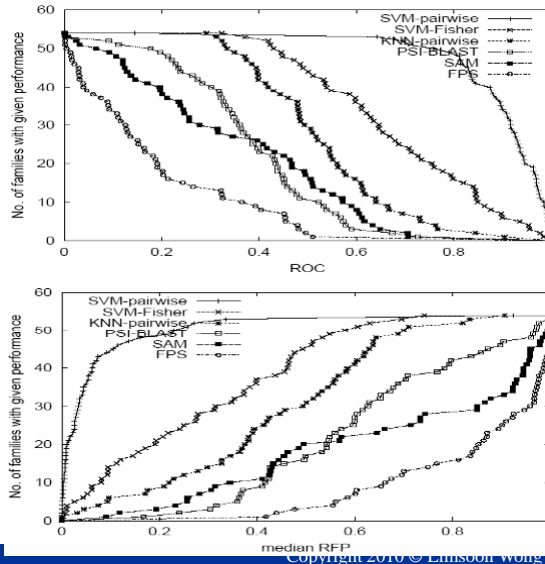 60
50
40
30
20
10
0
No. of families with given performance
SVM-pairwise
SVM-Fisher
KNN-pairwise
PSI-BLAST
SAM
FPS
0 0.2 0.4 0.6 0.8
ROC
60
50
40
30
20
10
0
No. of families with given performance
SVM-pairwise
SVM-Fisher
KNN-pairwise
PSI-BLAST
SAM
FPS
0 0.2 0.4 0.6 0.8
median RFP
Copyright 2010 © Limsoon Wong